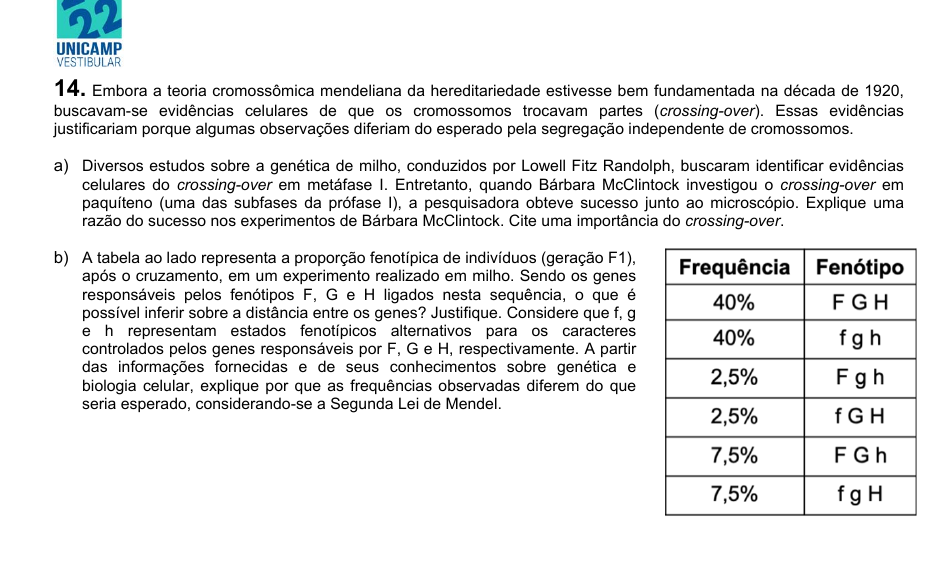 22
UNICAMP
VESTIBULAR
14. Embora a teoria cromossômica mendeliana da hereditariedade estivesse bem fundamentada na década de 1920,
buscavam-se evidências celulares de que os cromossomos trocavam partes (crossing-over). Essas evidências
justificariam porque algumas observações diferiam do esperado pela segregação independente de cromossomos.
a) Diversos estudos sobre a genética de milho, conduzidos por Lowell Fitz Randolph, buscaram identificar evidências
celulares do crossing-over em metáfase I. Entretanto, quando Bárbara McClintock investigou o crossing-over em
paquíteno (uma das subfases da prófase I), a pesquisadora obteve sucesso junto ao microscópio. Explique uma
razão do sucesso nos experimentos de Bárbara McClintock. Cite uma importância do crossing-over.
b) A tabela ao lado representa a proporção fenotípica de indivíduos (geração F1),
após o cruzamento, em um experimento realizado em milho. Sendo os genes
responsáveis pelos fenótipos F, G e H ligados nesta sequência, o que é
possível inferir sobre a distância entre os genes? Justifique. Considere que f, g
e h representam estados fenotípicos alternativos para os caracteres
controlados pelos genes responsáveis por F, G e H, respectivamente. A partir
das informações fornecidas e de seus conhecimentos sobre genética e
biologia celular, explique por que as frequências observadas diferem do que
seria esperado, considerando-se a Segunda Lei de Mendel.
Frequência Fenótipo
40% F G H
40% f g h
2,5% F g h
2,5% f G H
7,5% F G h
7,5% f g H